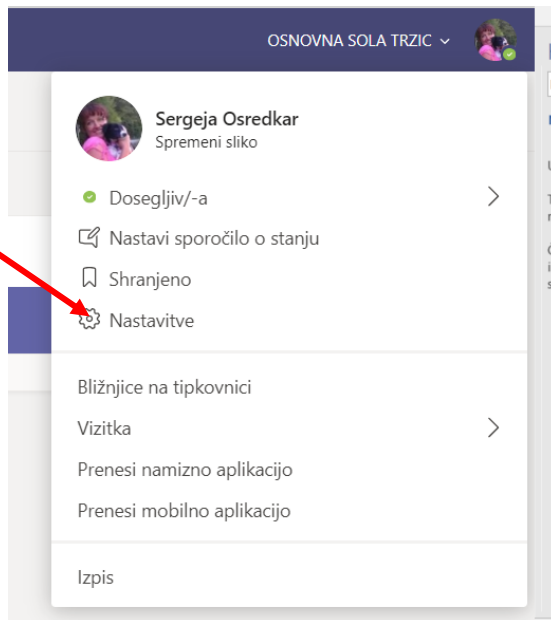 OSNOVNA SOLA TRZIC
Sergeja Osredkar
Spremeni sliko
Dosegljiv/-a
Nastavi sporočilo o stanju
Shranjeno
Nastavitve
Bližnjice na tipkovnici
Vizitka
Prenesi namizno aplikacijo
Prenesi mobilno aplikacijo
Izpis